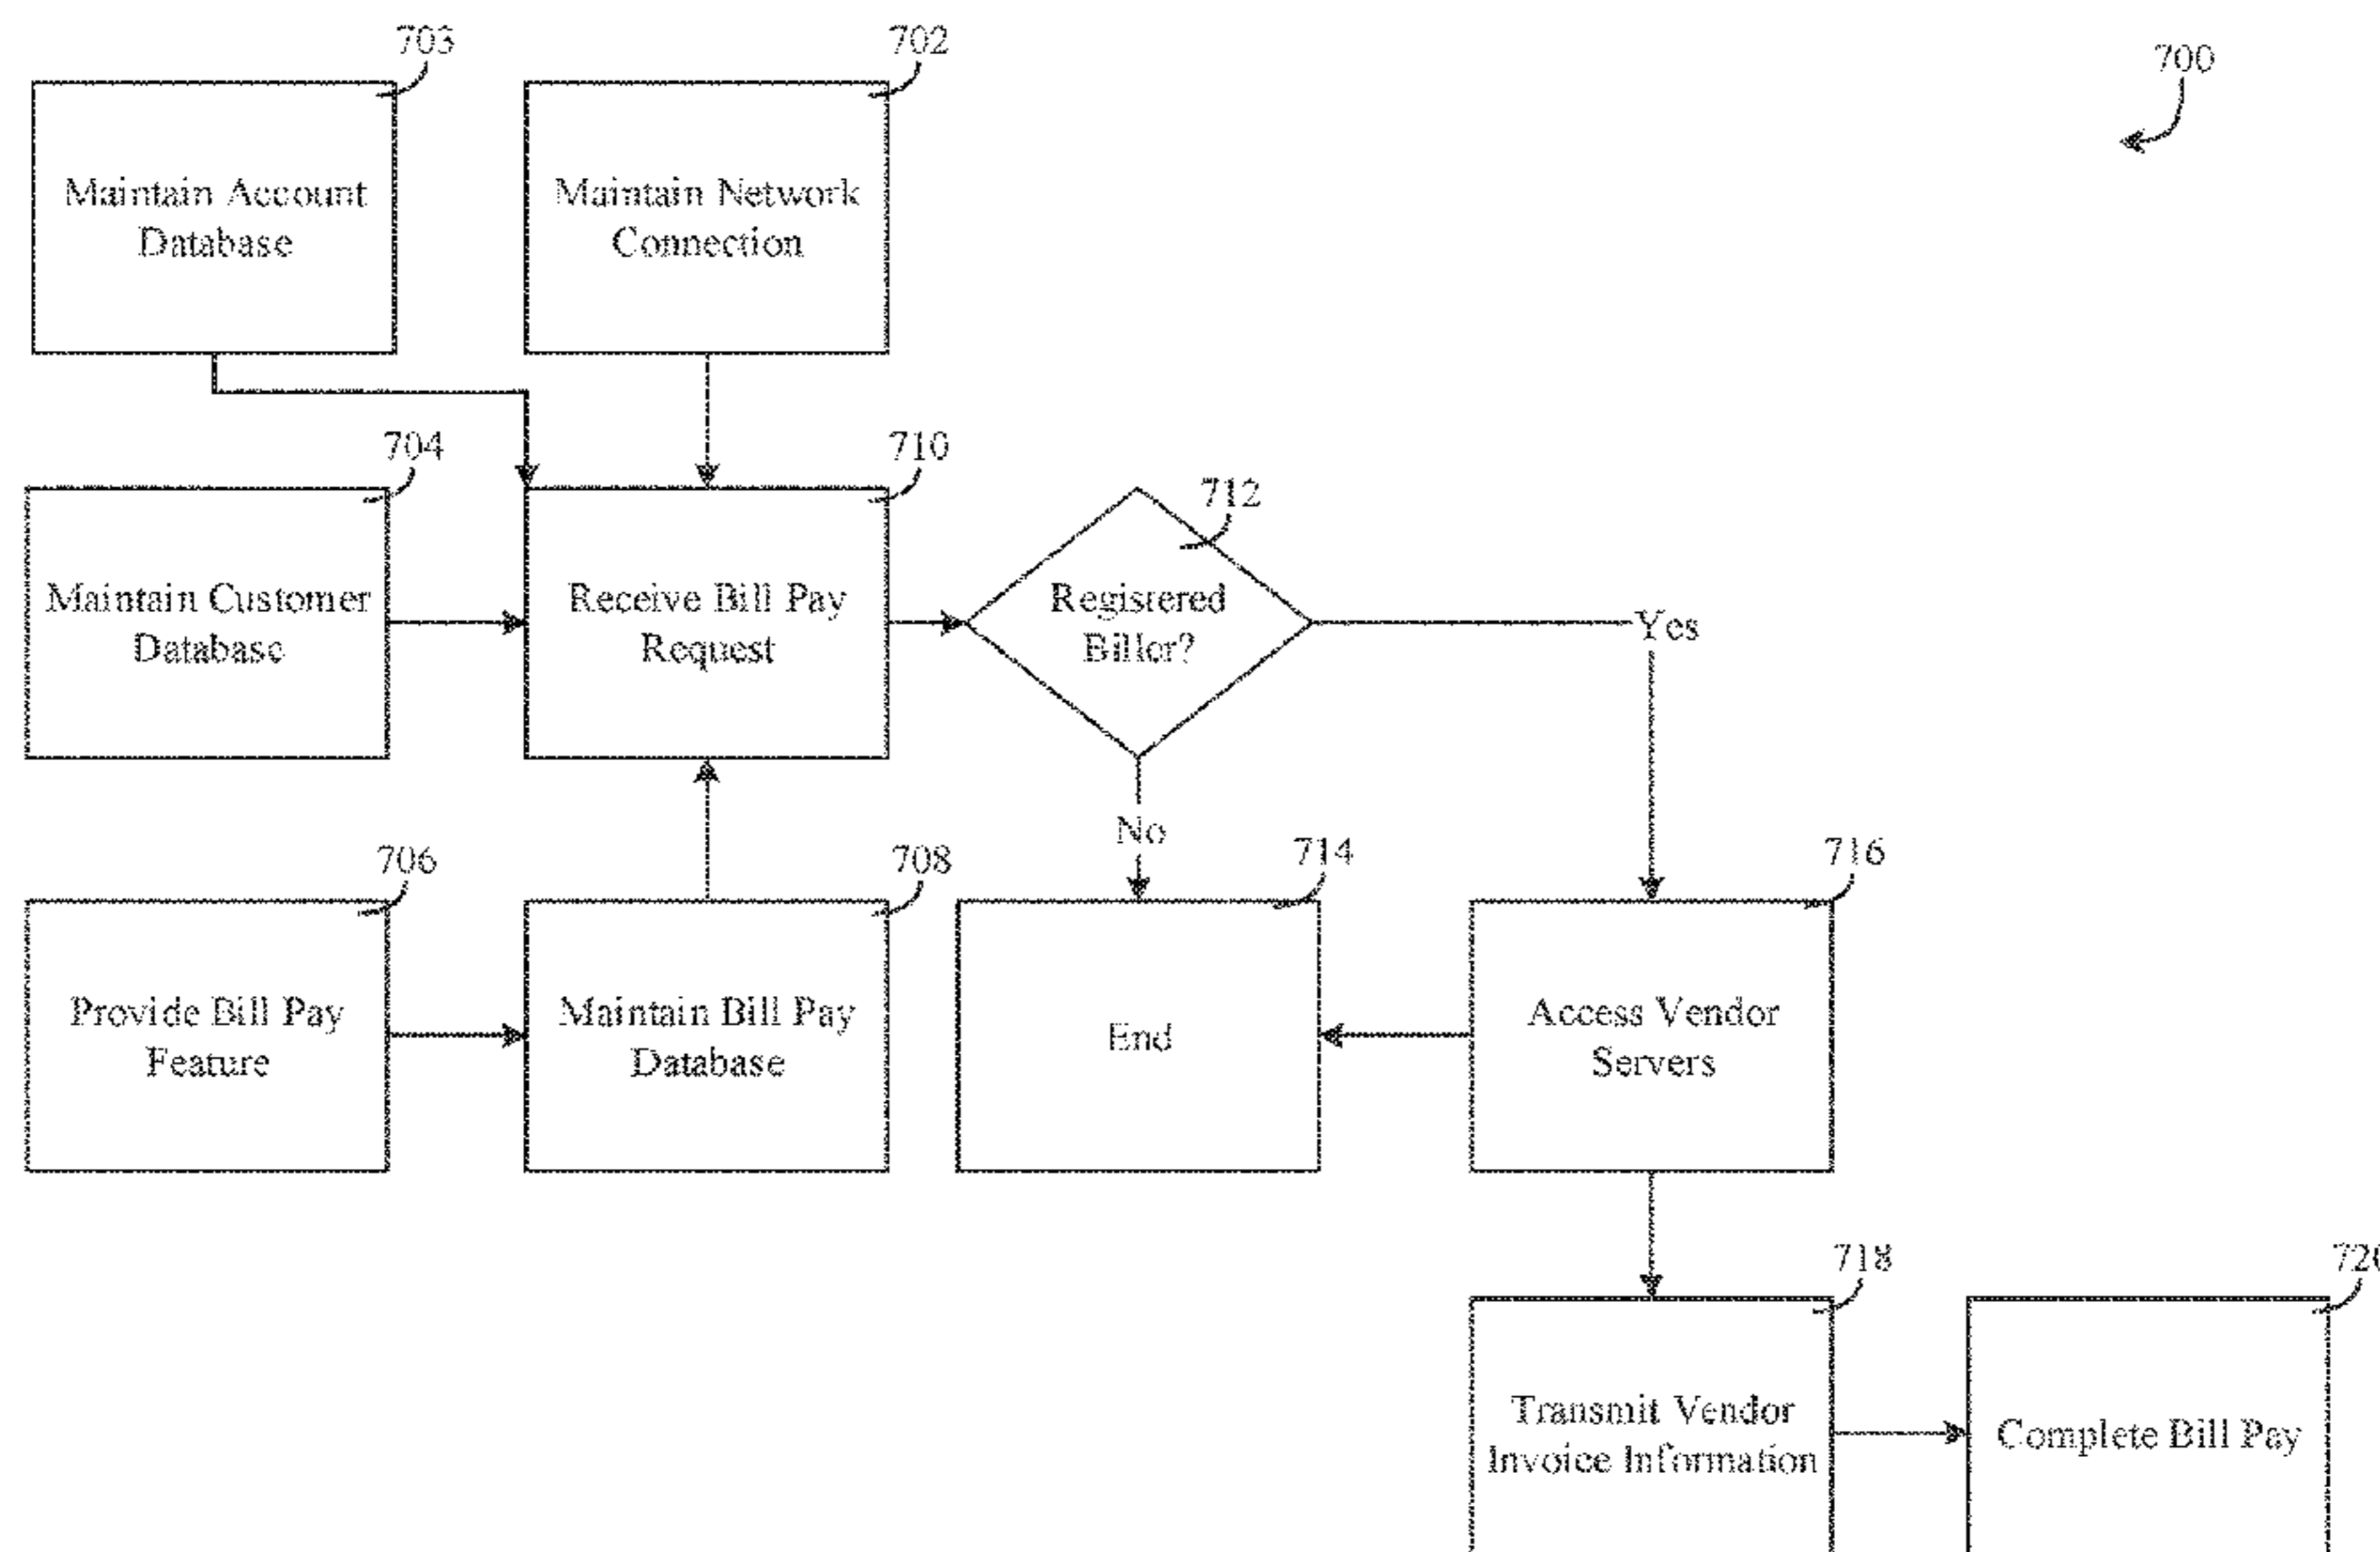 703
702
700
Maintain Account
Database
Maintain Network
Connection
704
710
712
Maintain Customer
Database
Receive Bill Pay
Request
Registered
Biller?
Yes
No
706
708
714
716
Provide Bill Pay
Feature
Maintain Bill Pay
Database
End
Access Vendor
Servers
718
720
Transmit Vendor
Invoice Information
Complete Bill Pay